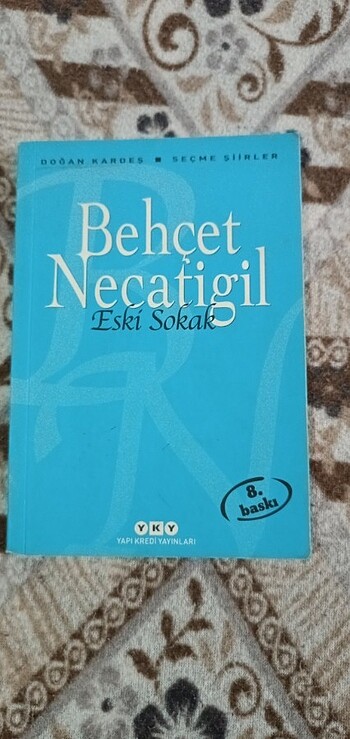 DOĞAN KARDEŞ ■ SEÇME ŞİİRLER
Behçet
Necatigil
Eski Sokak
8.
baskı
YKY
YAPI KREDİ YAYINLARI